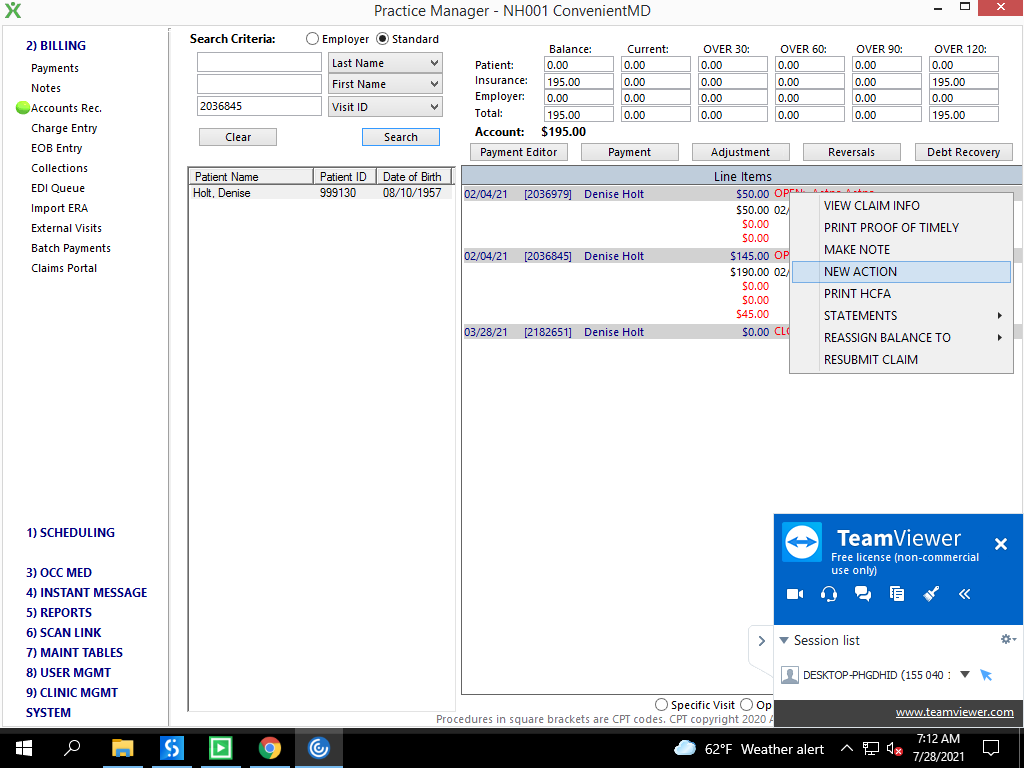 Practice Manager - NH001 ConvenientMD
2) BILLING
Payments
Notes
Accounts Rec.
Charge Entry
EOB Entry
Collections
EDI Queue
Import ERA
External Visits
Batch Payments
Claims Portal
1) SCHEDULING
3) OCC MED
4) INSTANT MESSAGE
5) REPORTS
6) SCAN LINK
7) MAINT TABLES
8) USER MGMT
9) CLINIC MGMT
SYSTEM
Search Criteria: Employer Standard
Last Name
First Name
2036845 Visit ID
Clear Search
Balance: Current: OVER 30: OVER 60: OVER 90: OVER 120:
Patient: 0.00 0.00 0.00 0.00 0.00 0.00
Insurance: 195.00 0.00 0.00 0.00 0.00 195.00
Employer: 0.00 0.00 0.00 0.00 0.00 0.00
Total: 195.00 0.00 0.00 0.00 0.00 195.00
Account: $195.00
Payment Editor Payment Adjustment Reversals Debt Recovery
Patient Name Patient ID Date of Birth
Holt, Denise 999130 08/10/1957
Line Items
02/04/21 [2036979] Denise Holt $50.00
$50.00 02/
$0.00
$0.00
02/04/21 [2036845] Denise Holt $145.00 OP
$190.00 02/
$0.00
$0.00
$45.00
03/28/21 [2182651] Denise Holt $0.00 CLO
VIEW CLAIM INFO
PRINT PROOF OF TIMELY
MAKE NOTE
NEW ACTION
PRINT HCFA
STATEMENTS
REASSIGN BALANCE TO
RESUBMIT CLAIM
Specific Visit Op
Procedures in square brackets are CPT codes. CPT copyright 2020 A
TeamViewer
Free license (non-commercial
use only)
Session list
DESKTOP-PHGDHID (155 040
www.teamviewer.com
62°F Weather alert
7:12 AM
7/28/2021